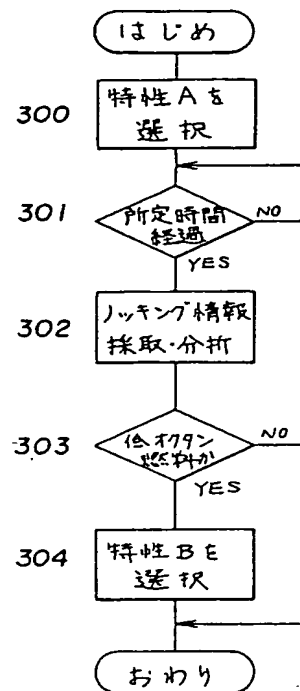 はじめ
300
特性Aを
選択
301
所定時間
経過
NO
YES
302
ノッキング情報
採取・分析
303
低オクタン
燃料か
NO
YES
304
特性Bを
選択
おわり